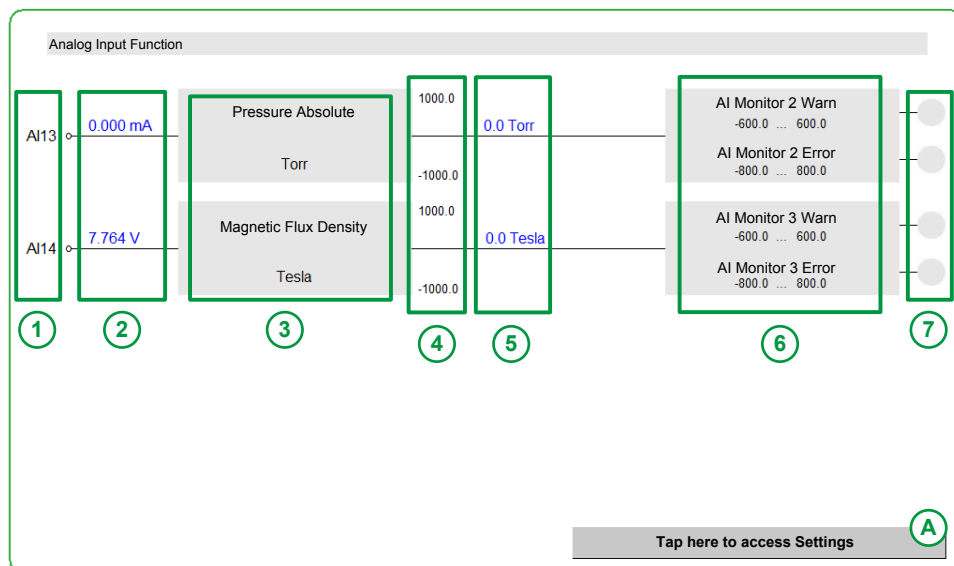 Analog Input Function
AI13
0.000 mA
Pressure Absolute
Torr
1000.0
-1000.0
0.0 Torr
AI Monitor 2 Warn
-600.0 ... 600.0
AI Monitor 2 Error
-800.0 ... 800.0
AI14
7.764 V
Magnetic Flux Density
Tesla
1000.0
-1000.0
0.0 Tesla
AI Monitor 3 Warn
-600.0 ... 600.0
AI Monitor 3 Error
-800.0 ... 800.0
1
2
3
4
5
6
7
A
Tap here to access Settings